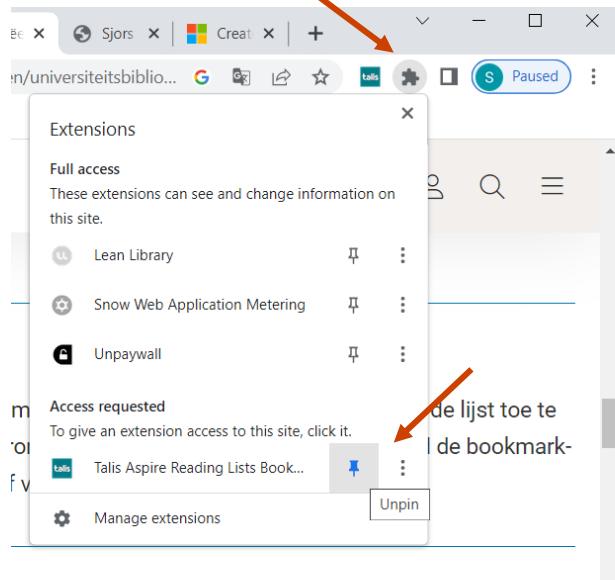 ëe
Sjors
Creat
en/universiteitsbiblio...
G
talis
S
Paused
Extensions
Full access
These extensions can see and change information on
this site.
Lean Library
Snow Web Application Metering
Unpaywall
m
Access requested
de lijst toe te
To give an extension access to this site, click it.
d de bookmark-
talis
Talis Aspire Reading Lists Book...
f v
Unpin
Manage extensions